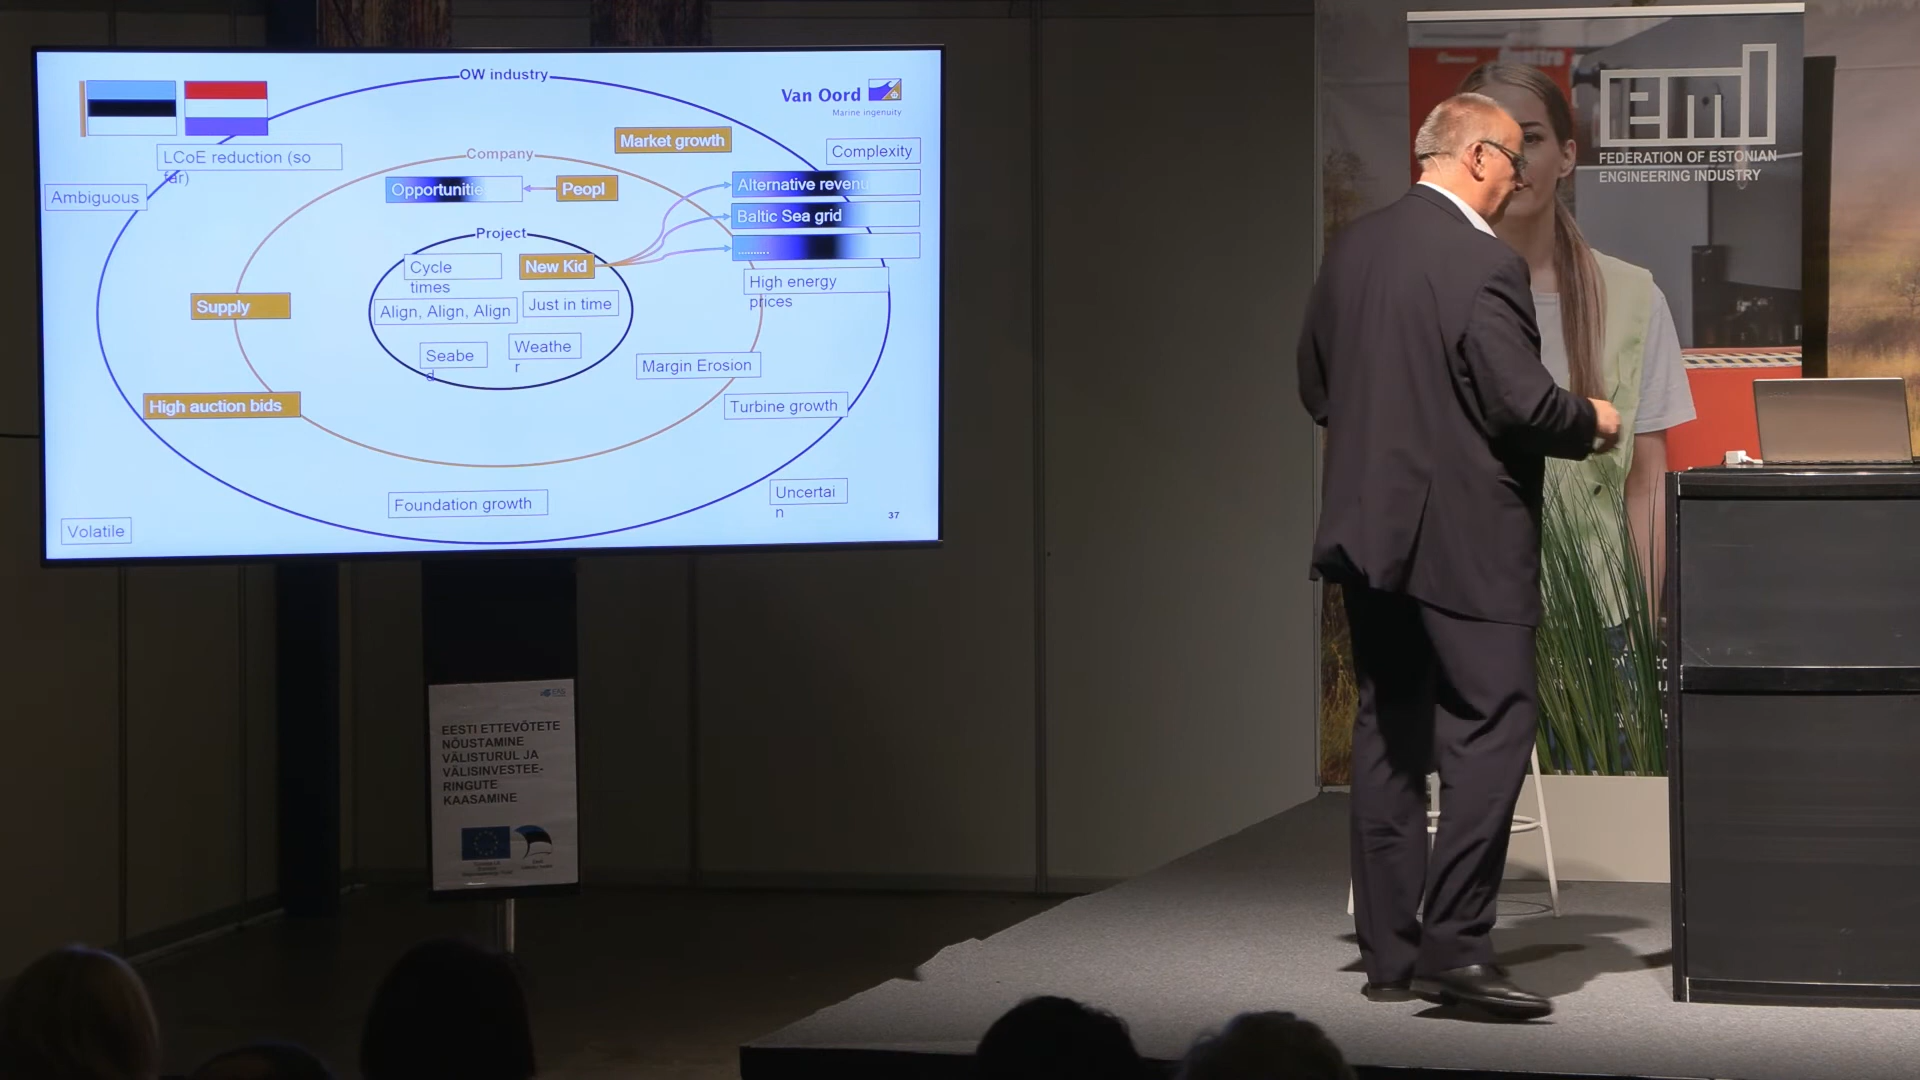 OW industry
Van Oord
Marine ingenuity
Market growth
Complexity
LCoE reduction (so
far)
Company
Ambiguous
Opportunitie
Peopl
Alternative revenu
Baltic Sea grid
..........
Project
Cycle
times
New Kid
High energy
prices
Supply
Align, Align, Align
Just in time
Seabe
d
Weathe
r
Margin Erosion
High auction bids
Turbine growth
Foundation growth
Uncertai
n
37
Volatile
eml
FEDERATION OF ESTONIAN
ENGINEERING INDUSTRY
EAS
EESTI ETTEVÕTETE
NÕUSTAMINE
VÄLISTURUL JA
VÄLISINVESTEE-
RINGUTE
KAASAMINE